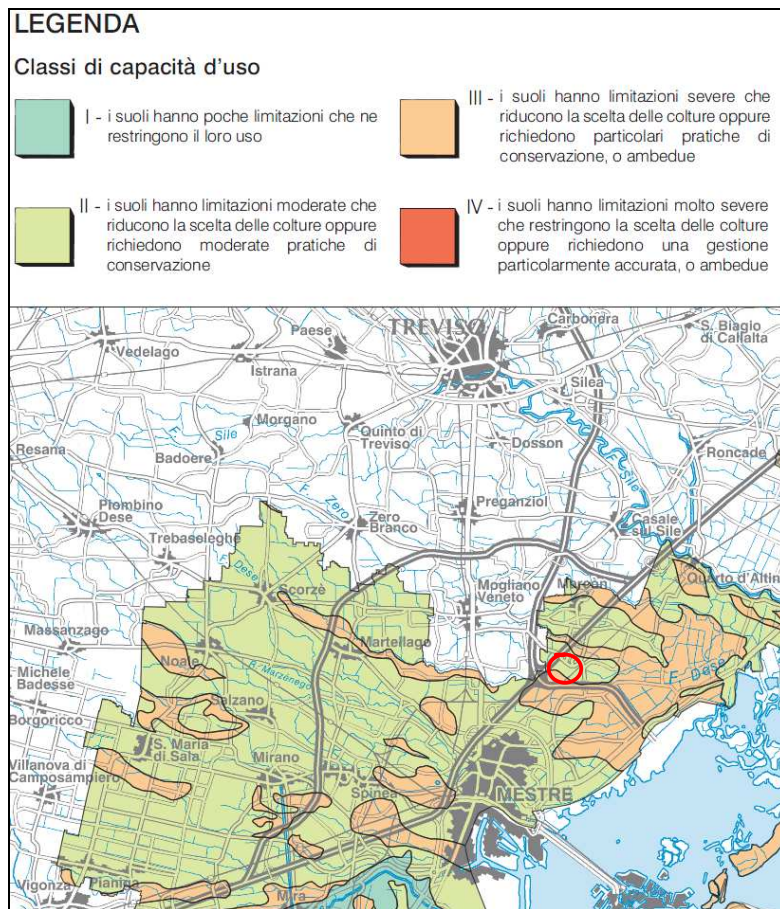 LEGENDA
Classi di capacità d'uso
I - i suoli hanno poche limitazioni che ne
restringono il loro uso
II - i suoli hanno limitazioni moderate che
riducono la scelta delle colture oppure
richiedono moderate pratiche di
conservazione
III - i suoli hanno limitazioni severe che
riducono la scelta delle colture oppure
richiedono particolari pratiche di
conservazione, o ambedue
IV - i suoli hanno limitazioni molto severe
che restringono la scelta delle colture
oppure richiedono una gestione
particolarmente accurata, o ambedue
Carbonera
Paese
TREVISO
S. Biagio
di Callalta
Vedelago
Istrana
Silea
Morgano
F. Sile
Quinto di
Treviso
Dosson
Resana
Badoere
Roncade
F. Sile
Piombino
Dese
F. Zero
Zero
Branco
Preganziol
Casale
sul Sile
Trebaseleghe
F. Dese
Scorzè
Mogliano
Veneto
Marcon
Quarto d'Altin
Massanzago
Noale
Martellago
R. Marzenego
F. Dese
Michele
Badesse
Borgoricco
Salzano
S. Maria
di Sala
Mirano
Villanova di
Camposampiero
Spinea
MESTRE
Vigonza
Pianiga
Mira